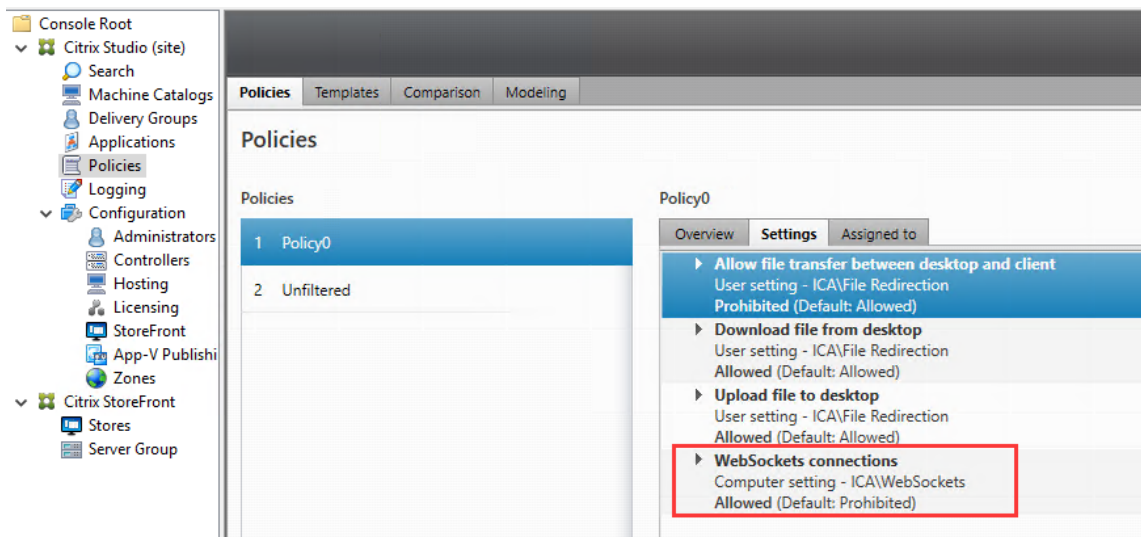 Console Root
Citrix Studio (site)
Search
Machine Catalogs
Delivery Groups
Applications
Policies
Logging
Configuration
Administrators
Controllers
Hosting
Licensing
StoreFront
App-V Publishi
Zones
Citrix StoreFront
Stores
Server Group
Policies Templates Comparison Modeling
Policies
Policies
1 Policy0
2 Unfiltered
Policy0
Overview Settings Assigned to
Allow file transfer between desktop and client
User setting - ICA\File Redirection
Prohibited (Default: Allowed)
Download file from desktop
User setting - ICA\File Redirection
Allowed (Default: Allowed)
Upload file to desktop
User setting - ICA\File Redirection
Allowed (Default: Allowed)
WebSockets connections
Computer setting - ICA\WebSockets
Allowed (Default: Prohibited)